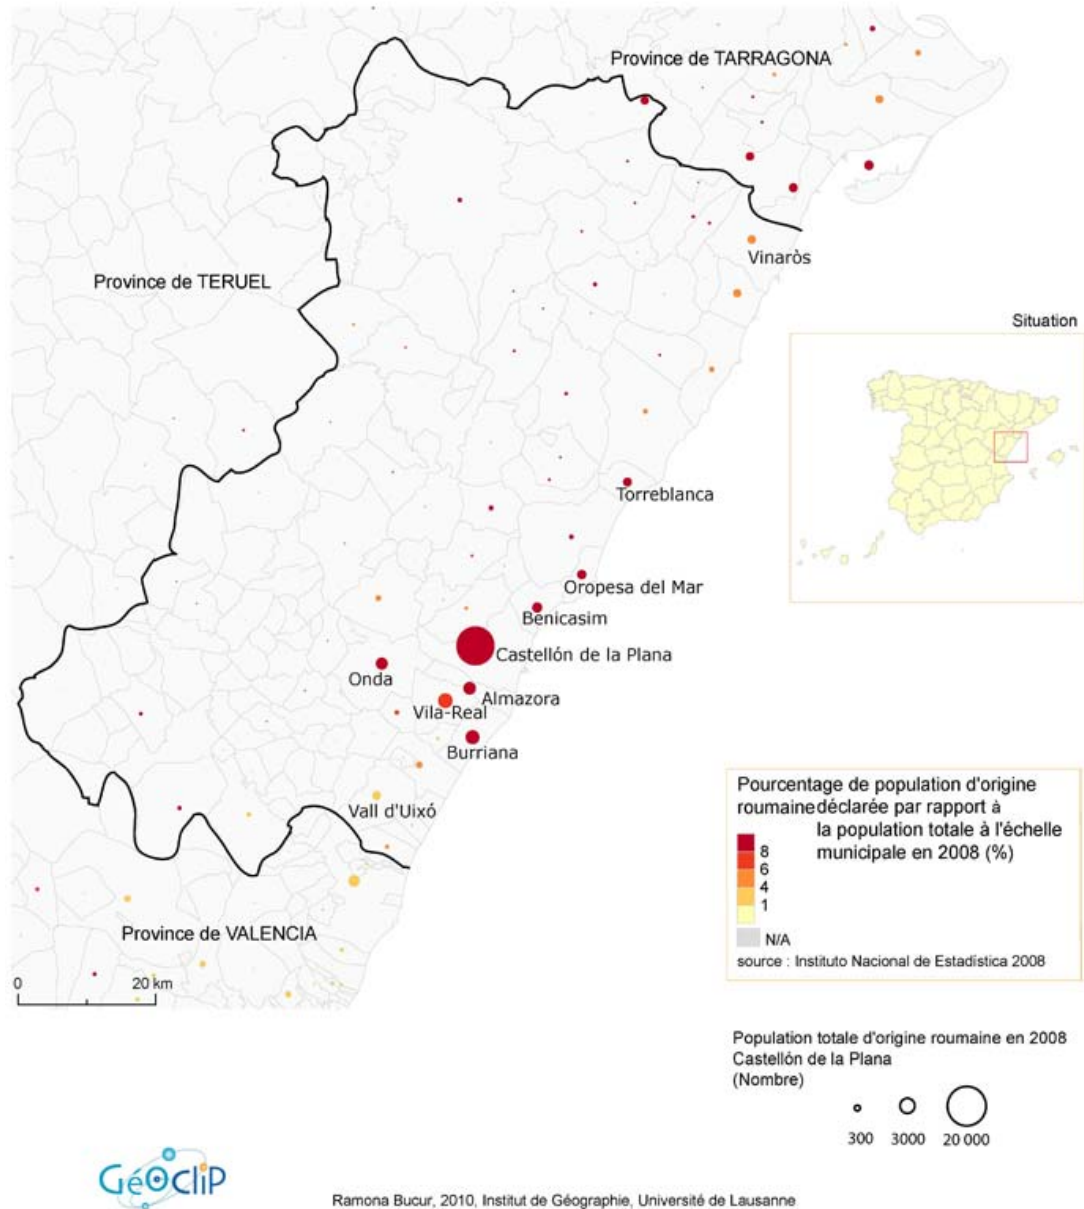 Province de TARRAGONA
Vinaròs
Province de TERUEL
Situation
Torreblanca
Oropesa del Mar
Benicasim
Castellón de la Plana
Onda
Almazora
Vila-Real
Burriana
Vall d'Uixó
Province de VALENCIA
0 20 km
Pourcentage de population d'origine
roumaine déclarée par rapport à
la population totale à l'échelle
municipale en 2008 (%)
8
6
4
1
N/A
source : Instituto Nacional de Estadística 2008
Population totale d'origine roumaine en 2008
Castellón de la Plana
(Nombre)
300 3000 20 000
GéOcliP
Ramona Bucur, 2010, Institut de Géographie, Université de Lausanne